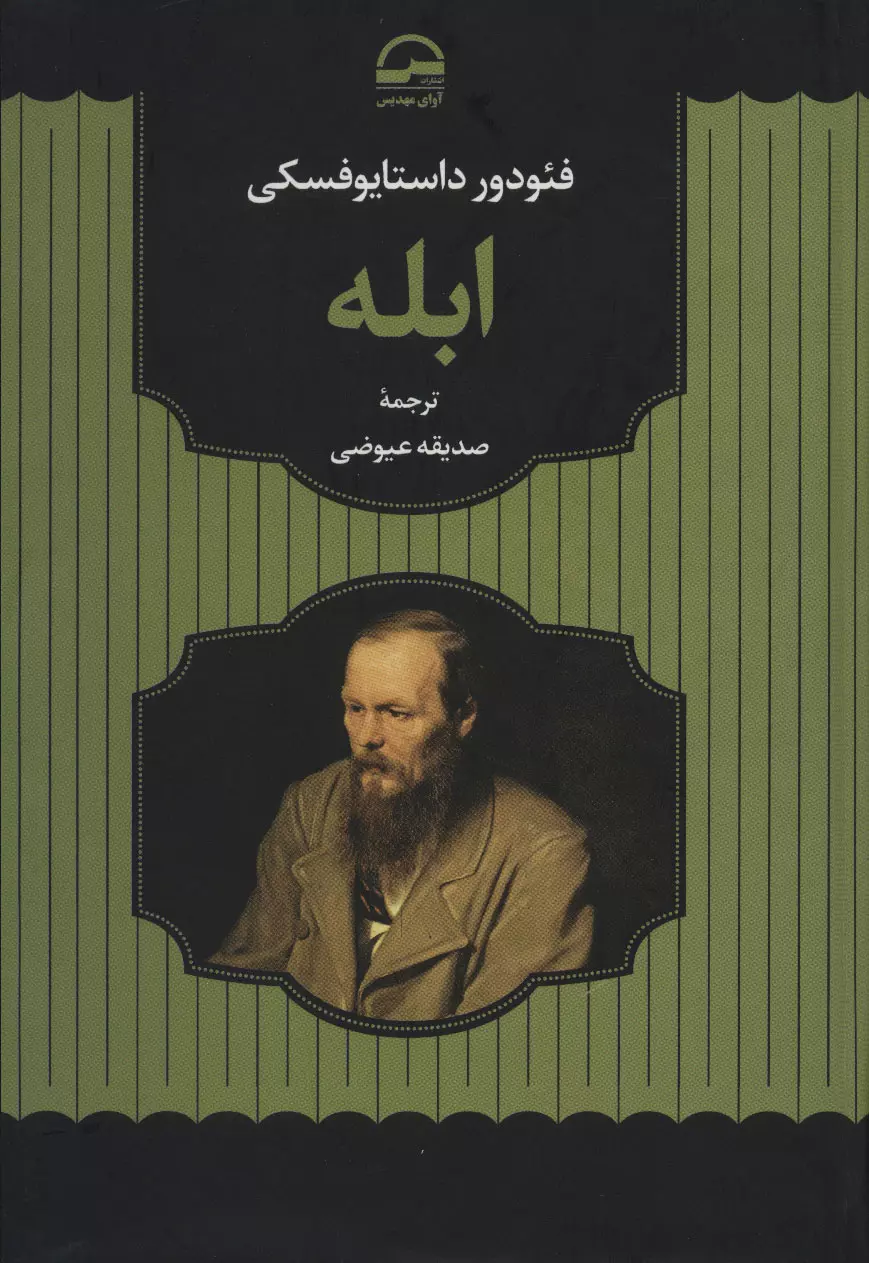 انتشارات
آوای مهدیس
فئودور داستایوفسکی
ابله
ترجمهٔ
صدیقه عیوضی